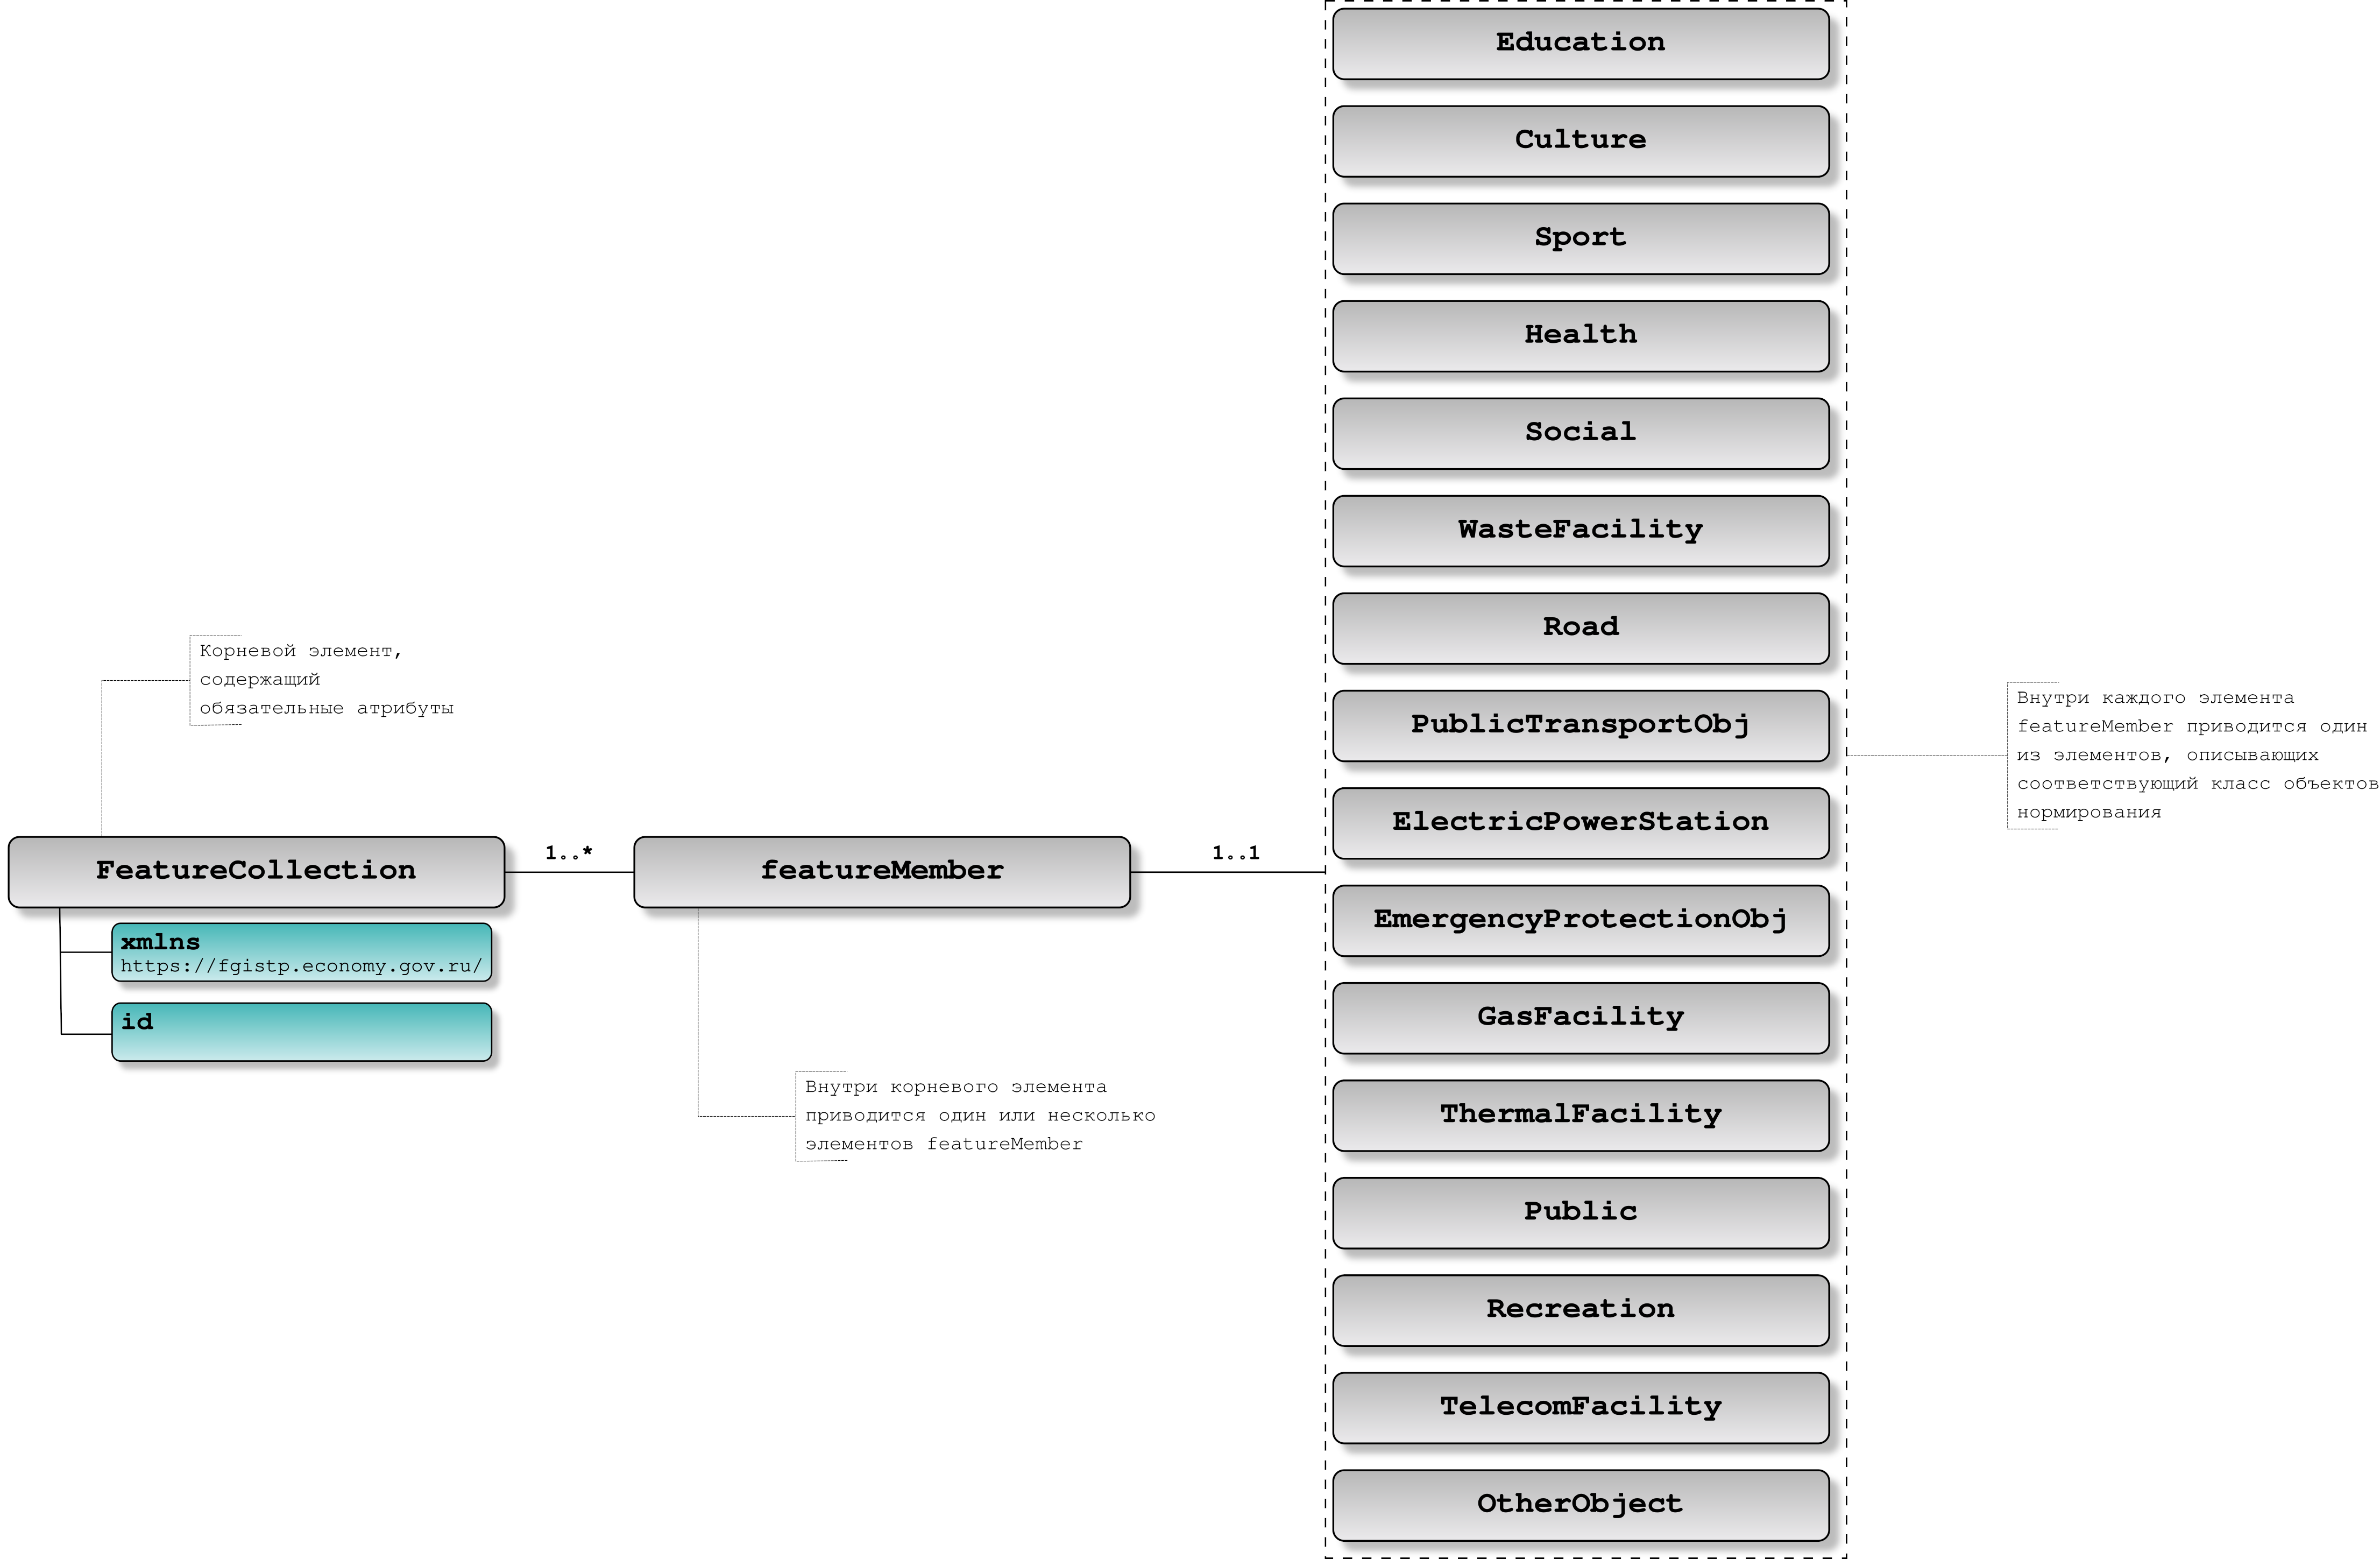 Education
Culture
Sport
Health
Social
WasteFacility
Road
PublicTransportObj
ElectricPowerStation
EmergencyProtectionObj
GasFacility
ThermalFacility
Public
Recreation
TelecomFacility
OtherObject
Корневой элемент,
содержащий
обязательные атрибуты
FeatureCollection
xmlns
https://fgistp.economy.gov.ru/
id
1..*
featureMember
1..1
Внутри корневого элемента
приводится один или несколько
элементов featureMember
Внутри каждого элемента
featureMember приводится один
из элементов, описывающих
соответствующий класс объектов
нормирования